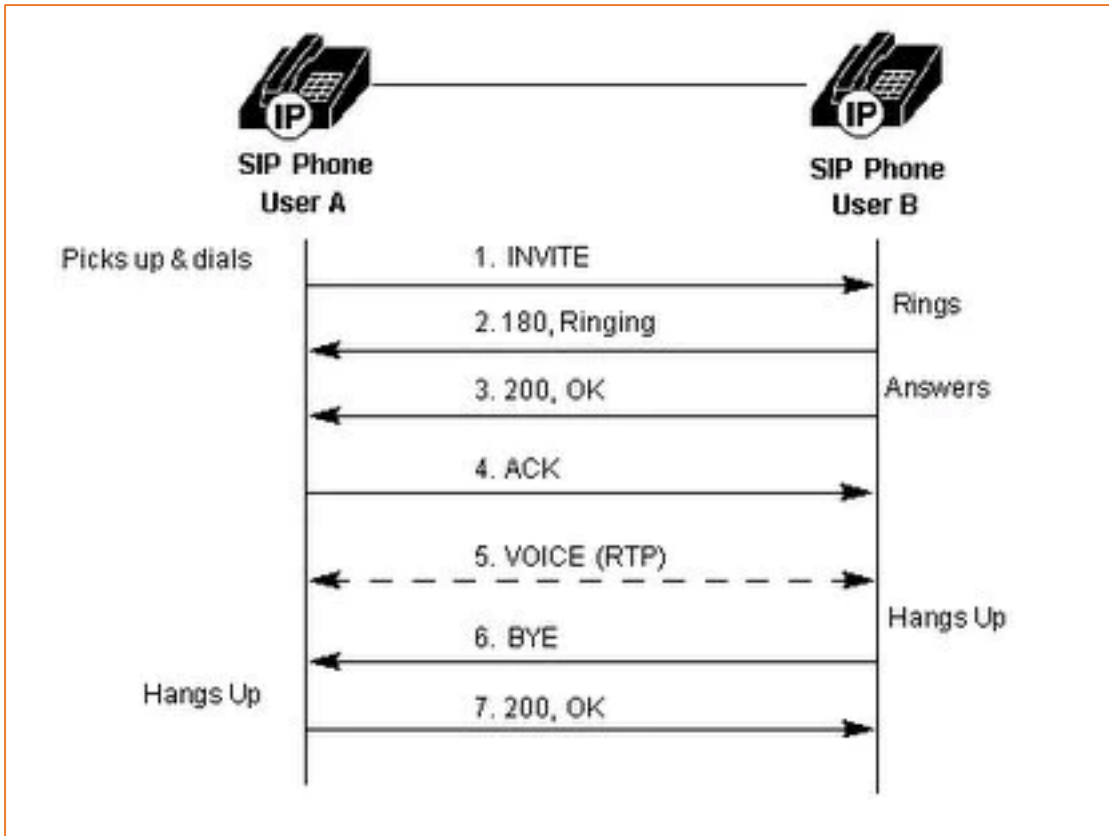 IP
SIP Phone
User A
IP
SIP Phone
User B
Picks up & dials
1. INVITE
Rings
2. 180, Ringing
3. 200, OK
Answers
4. ACK
5. VOICE (RTP)
Hangs Up
6. BYE
Hangs Up
7. 200, OK